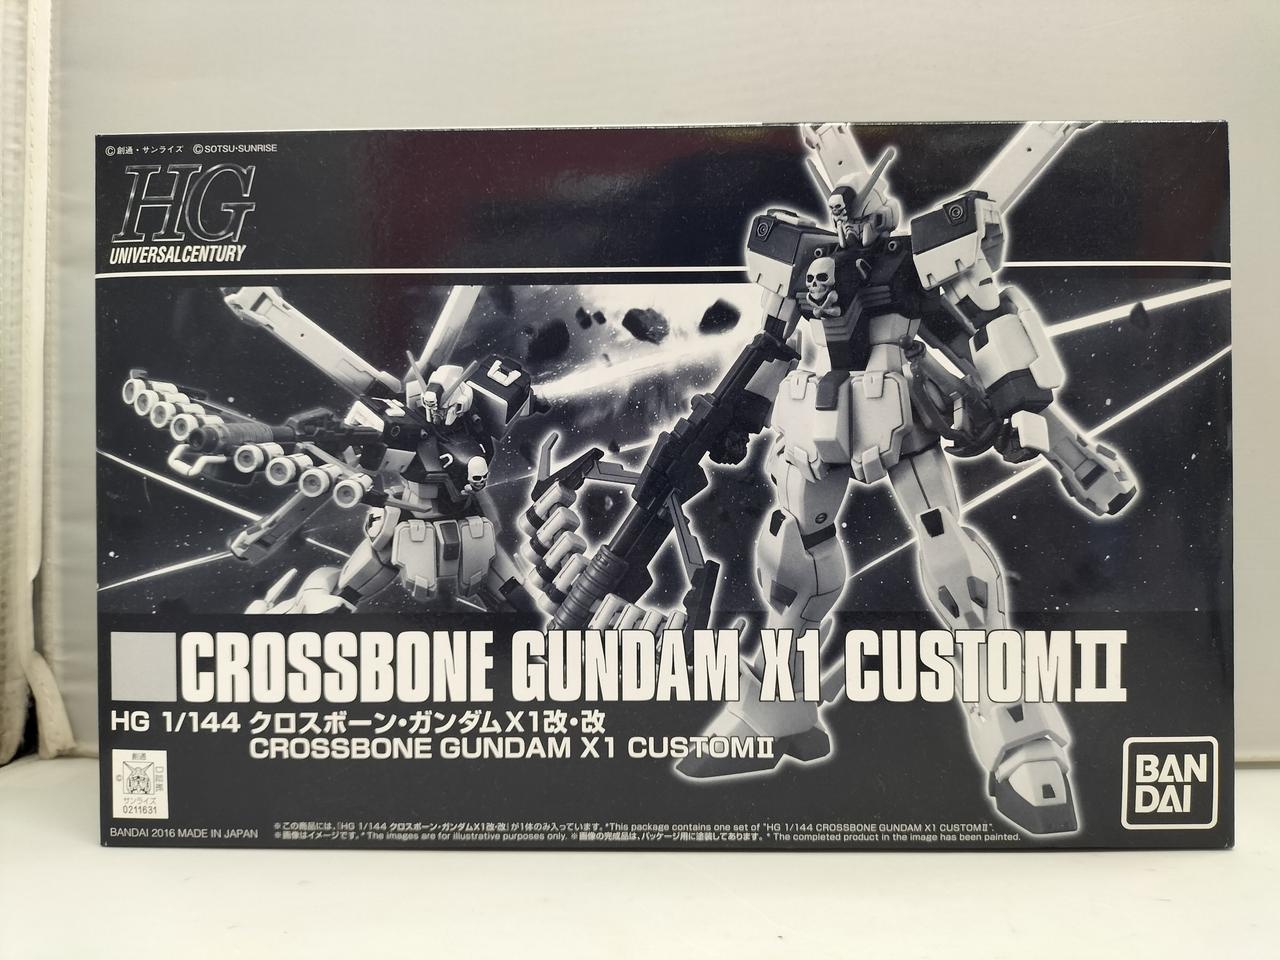 ©創通・サンライズ ©SOTSU・SUNRISE
HG
UNIVERSAL CENTURY
CROSSBONE GUNDAM X1 CUSTOMⅡ
HG 1/144 クロスボーン・ガンダムX1改・改
CROSSBONE GUNDAM X1 CUSTOMⅡ
創通
©
サンライズ
0211631
BAN
DAI
BANDAI 2016 MADE IN JAPAN
※この商品には、「HG 1/144 クロスボーン・ガンダムX1改・改」が1体のみ入っています。*This package contains one set of "HG 1/144 CROSSBONE GUNDAM X1 CUSTOMⅡ".
※画像はイメージです。* The images are for illustrative purposes only. ※画像の完成品は、パッケージ用に塗装してあります。* The completed product in the image has been painted.